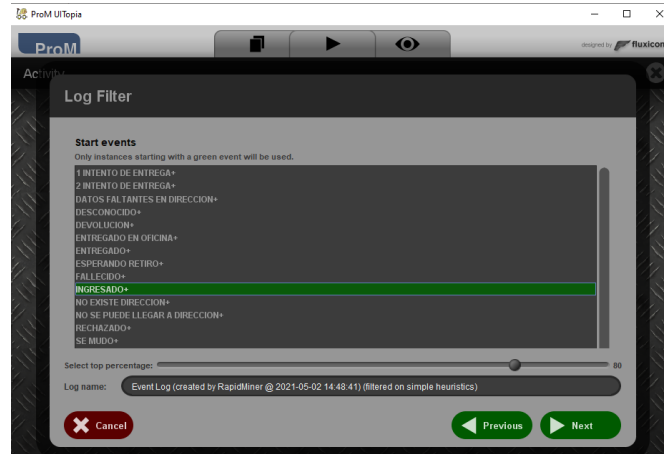 ProM UITopia
ProM
designed by fluxicon
Activity
Log Filter
Start events
Only instances starting with a green event will be used.
1 INTENTO DE ENTREGA+
2 INTENTO DE ENTREGA+
DATOS FALTANTES EN DIRECCION+
DESCONOCIDO+
DEVOLUCION+
ENTREGADO EN OFICINA+
ENTREGADO+
ESPERANDO RETIRO+
FALLECIDO+
INGRESADO+
NO EXISTE DIRECCION+
NO SE PUEDE LLEGAR A DIRECCION+
RECHAZADO+
SE MUDO+
Select top percentage: 80
Log name: Event Log (created by RapidMiner @ 2021-05-02 14:48:41) (filtered on simple heuristics)
Cancel Previous Next